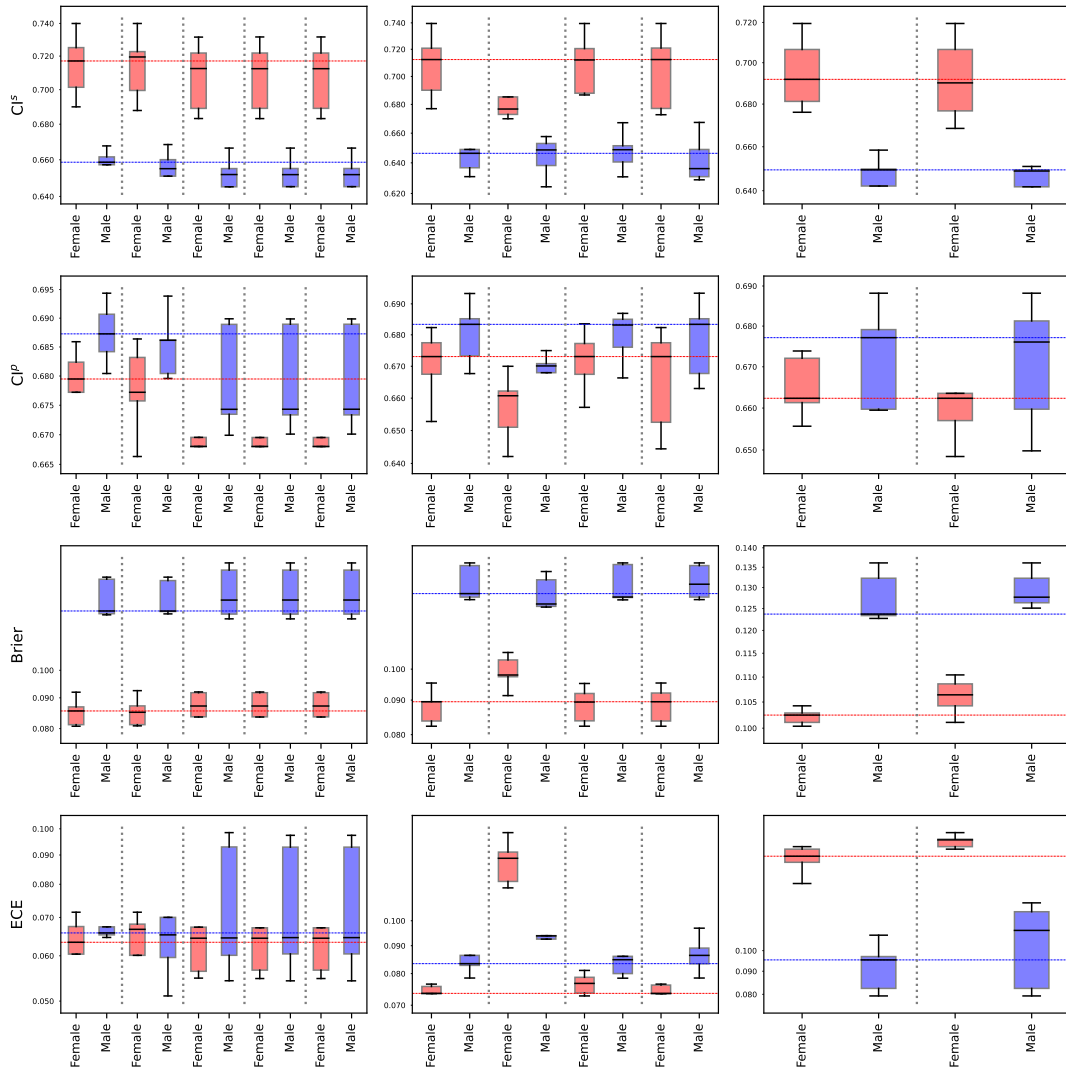 CI^s
0.740
0.720
0.700
0.680
0.660
0.640
Female
Male
Female
Male
Female
Male
Female
Male
Female
Male
0.740
0.720
0.700
0.680
0.660
0.640
0.620
Female
Male
Female
Male
Female
Male
Female
Male
0.720
0.700
0.680
0.660
0.640
Female
Male
Female
Male
CI^p
0.695
0.690
0.685
0.680
0.675
0.670
0.665
Female
Male
Female
Male
Female
Male
Female
Male
Female
Male
0.690
0.680
0.670
0.660
0.650
0.640
Female
Male
Female
Male
Female
Male
Female
Male
0.690
0.680
0.670
0.660
0.650
Female
Male
Female
Male
Brier
0.100
0.090
0.080
Female
Male
Female
Male
Female
Male
Female
Male
Female
Male
0.100
0.090
0.080
Female
Male
Female
Male
Female
Male
Female
Male
0.140
0.135
0.130
0.125
0.120
0.115
0.110
0.105
0.100
Female
Male
Female
Male
ECE
0.100
0.090
0.080
0.070
0.060
0.050
Female
Male
Female
Male
Female
Male
Female
Male
Female
Male
0.100
0.090
0.080
0.070
Female
Male
Female
Male
Female
Male
Female
Male
0.100
0.090
0.080
Female
Male
Female
Male